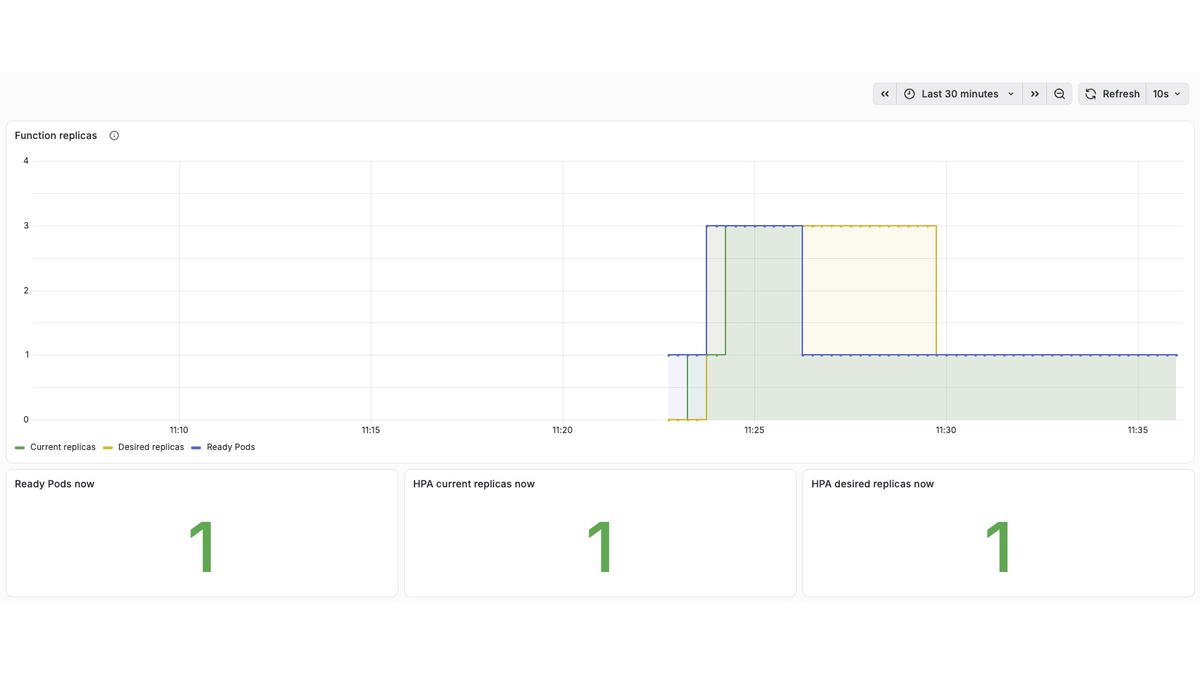 Last 30 minutes Refresh 10s
Function replicas
4
3
2
1
0
11:10 11:15 11:20 11:25 11:30 11:35
Current replicas Desired replicas Ready Pods
Ready Pods now HPA current replicas now HPA desired replicas now
1 1 1